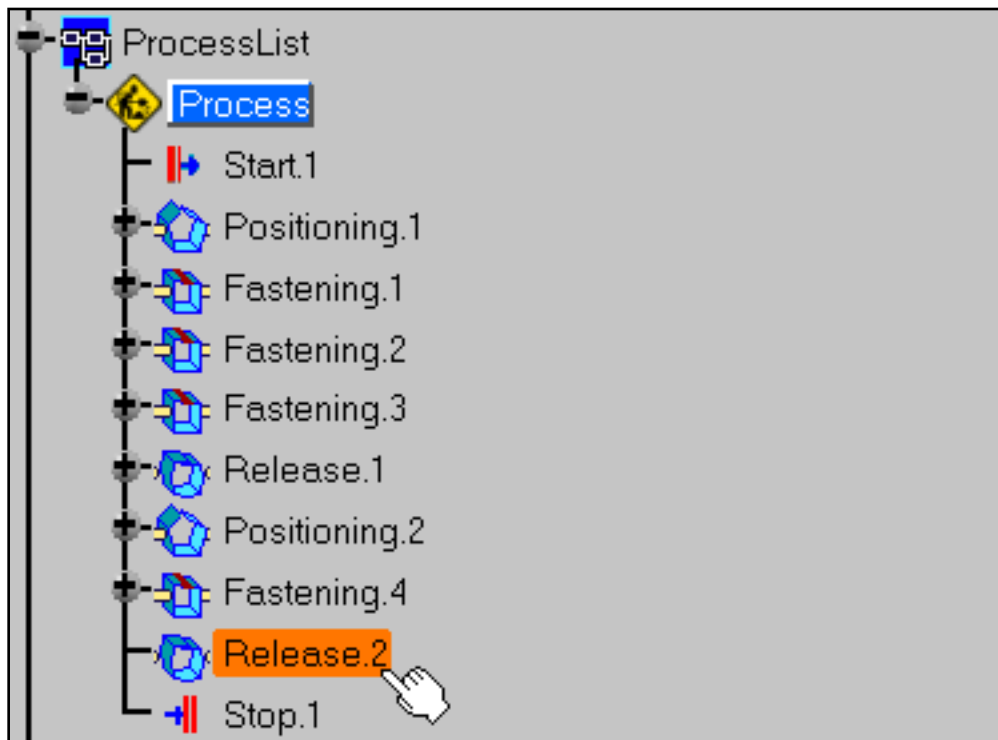 ProcessList
Process
Start.1
Positioning.1
Fastening.1
Fastening.2
Fastening.3
Release.1
Positioning.2
Fastening.4
Release.2
Stop.1